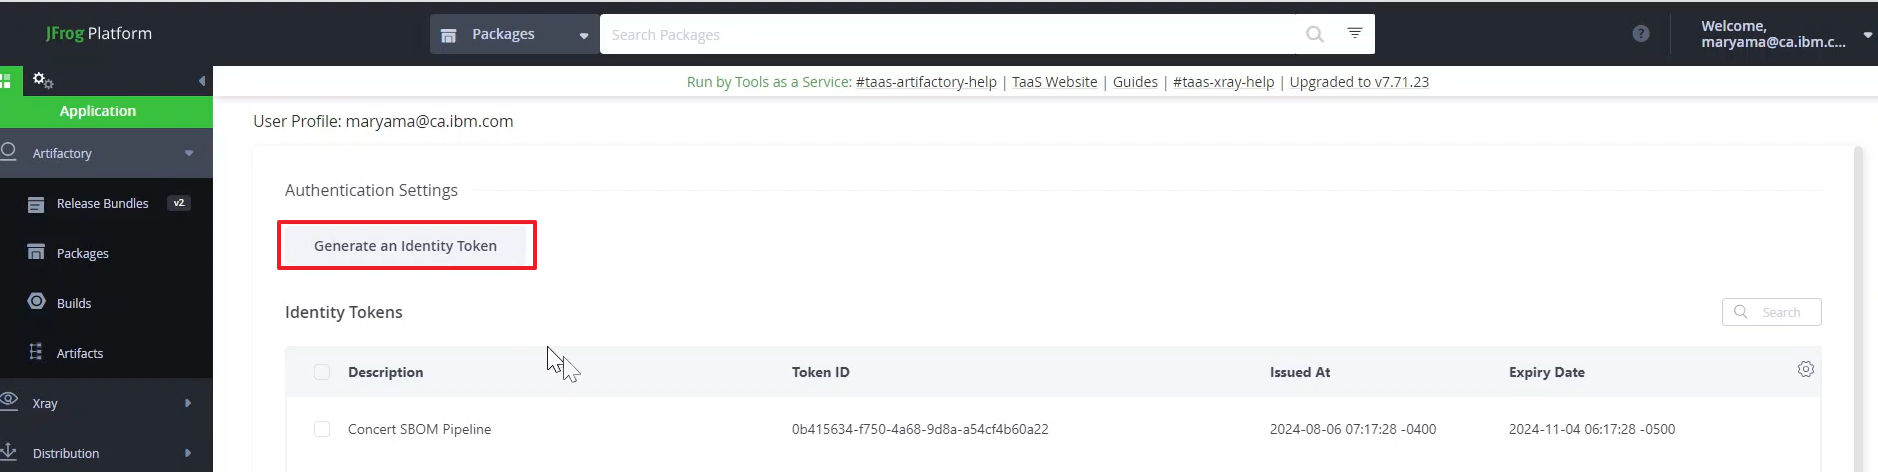 JFrog Platform
Packages
Search Packages
?
Welcome,
maryama@ca.ibm.c...
Run by Tools as a Service: #taas-artifactory-help | TaaS Website | Guides | #taas-xray-help | Upgraded to v7.71.23
Application
User Profile: maryama@ca.ibm.com
Artifactory
Authentication Settings
Release Bundles v2
Generate an Identity Token
Packages
Builds
Identity Tokens
Search
Artifacts
Description Token ID Issued At Expiry Date
Xray
Concert SBOM Pipeline 0b415634-f750-4a68-9d8a-a54cf4b60a22 2024-08-06 07:17:28 -0400 2024-11-04 06:17:28 -0500
Distribution